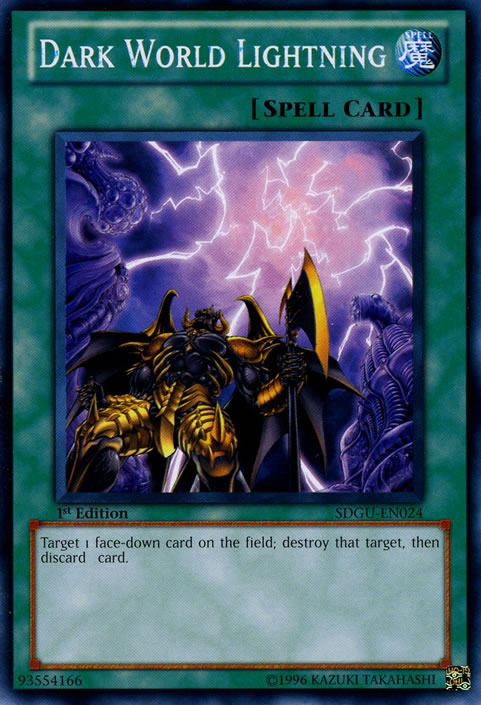 DARK WORLD LIGHTNING
SPELL
魔
[SPELL CARD]
1st Edition
SDGU-EN024
Target 1 face-down card on the field; destroy that target, then
discard card.
93554166
©1996 KAZUKI TAKAHASHI